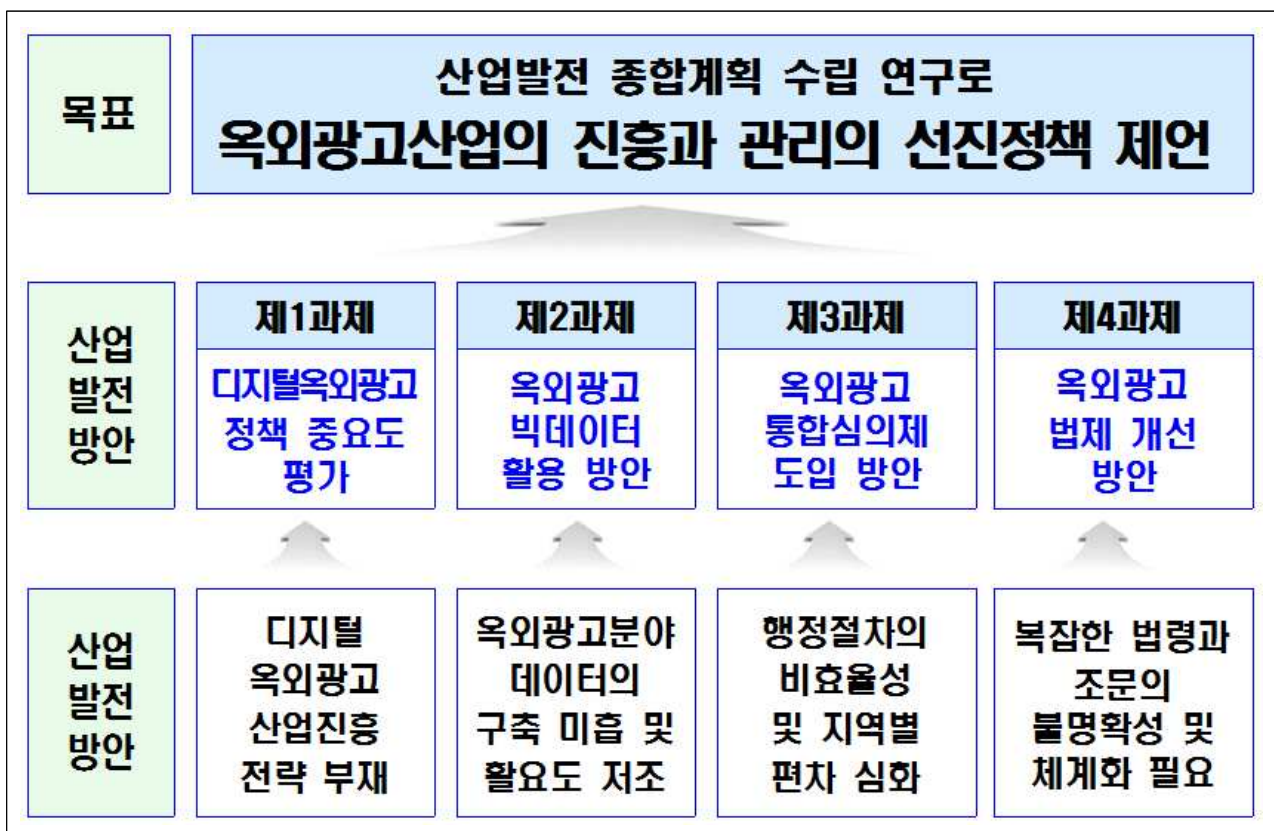 목표
산업발전 종합계획 수립 연구로
옥외광고산업의 진흥과 관리의 선진정책 제언
산업
발전
방안
제1과제
디지털옥외광고
정책 중요도
평가
제2과제
옥외광고
빅데이터
활용 방안
제3과제
옥외광고
통합심의제
도입 방안
제4과제
옥외광고
법제 개선
방안
산업
발전
방안
디지털
옥외광고
산업진흥
전략 부재
옥외광고분야
데이터의
구축 미흡 및
활요도 저조
행정절차의
비효율성
및 지역별
편차 심화
복잡한 법령과
조문의
불명확성 및
체계화 필요